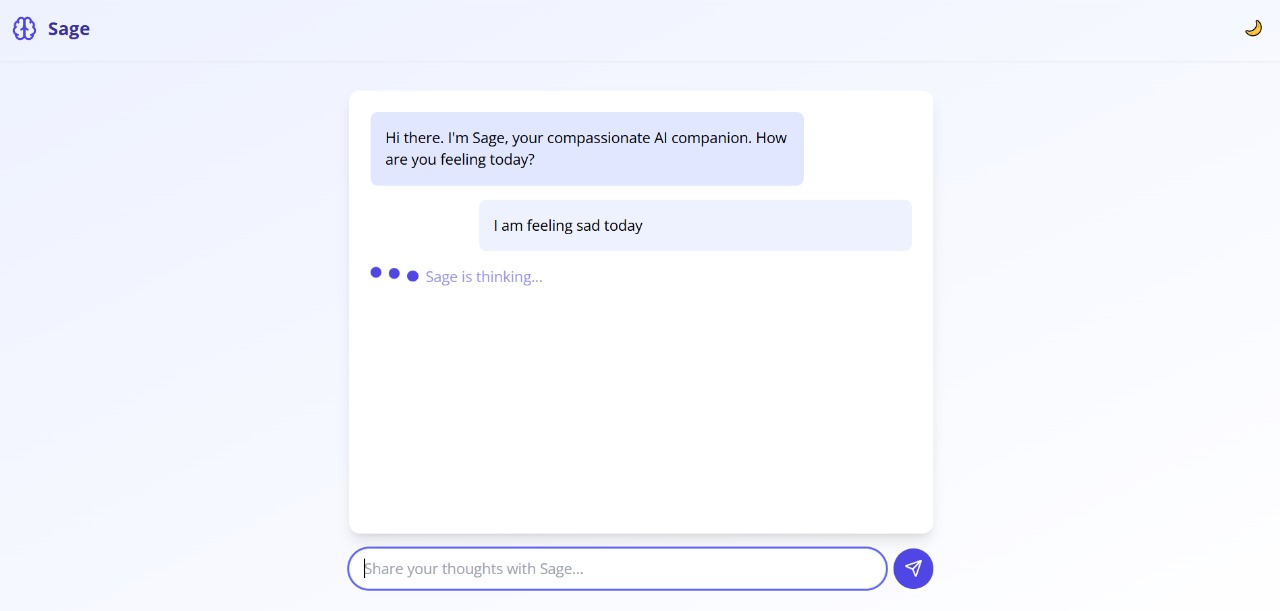 Sage
Hi there. I'm Sage, your compassionate AI companion. How
are you feeling today?
I am feeling sad today
Sage is thinking...
Share your thoughts with Sage...